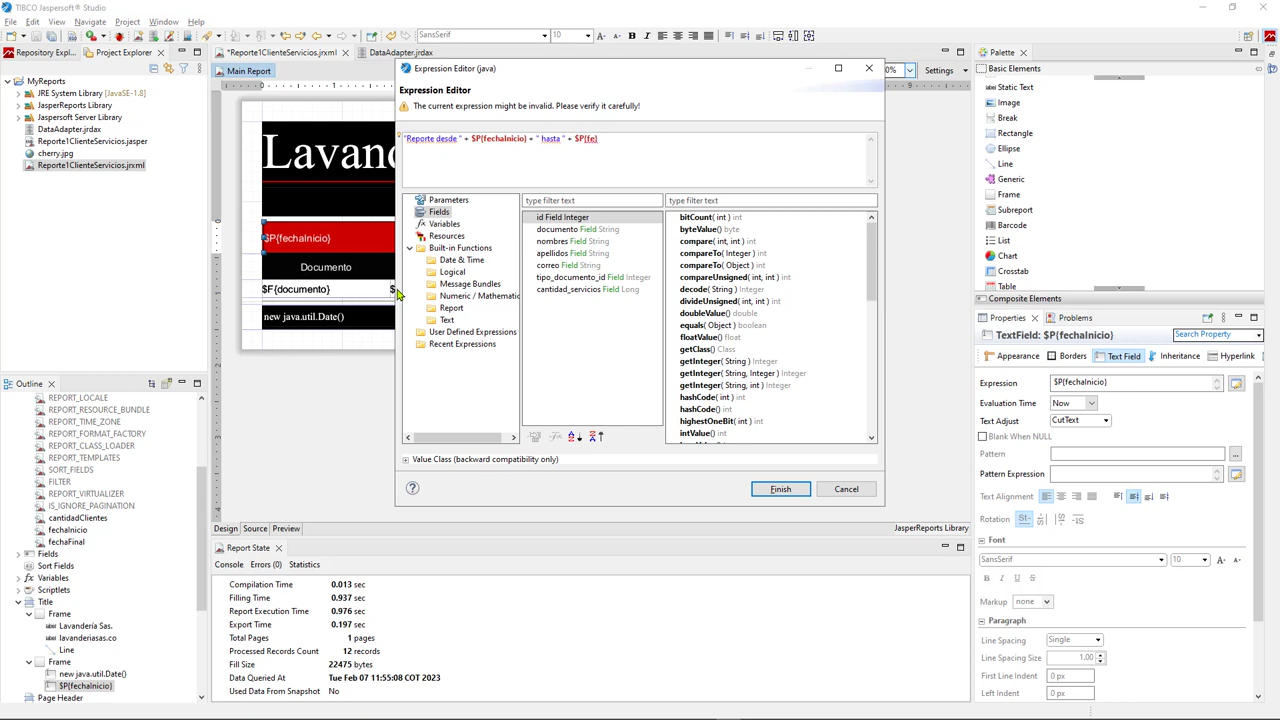 TIBCO Jaspersoft® Studio
File Edit View Navigate Project Window Help
SansSerif 10 B I
Repository Expl... Project Explorer
MyReports
JRE System Library [JavaSE-1.8]
JasperReports Library
Jaspersoft Server Library
DataAdapter.jrdax
Reporte1ClienteServicios.jasper
cherry.jpg
Reporte1ClienteServicios.jrxml
Outline
REPORT_LOCALE
REPORT_RESOURCE_BUNDLE
REPORT_TIME_ZONE
REPORT_FORMAT_FACTORY
REPORT_CLASS_LOADER
REPORT_TEMPLATES
SORT_FIELDS
FILTER
REPORT_VIRTUALIZER
IS_IGNORE_PAGINATION
cantidadClientes
fechaInicio
fechaFinal
Fields
Sort Fields
Variables
Scriptlets
Title
Frame
Lavandería Sas.
lavanderiasas.co
Line
Frame
new java.util.Date()
$P{fechaInicio}
Page Header
*Reporte1ClienteServicios.jrxml DataAdapter.jrdax
Main Report
0% Settings
Lavand
$P{fechaInicio}
Documento
$F{documento} $
new java.util.Date()
Expression Editor (java)
Expression Editor
The current expression might be invalid. Please verify it carefully!
"Reporte desde " + $P{fechaInicio} + " hasta " + $P{fe}
Parameters
Fields
Variables
Resources
Built-in Functions
Date & Time
Logical
Message Bundles
Numeric / Mathematic
Report
Text
User Defined Expressions
Recent Expressions
type filter text
id Field Integer
documento Field String
nombres Field String
apellidos Field String
correo Field String
tipo_documento_id Field Integer
cantidad_servicios Field Long
type filter text
bitCount( int ) int
byteValue() byte
compare( int, int ) int
compareTo( Integer ) int
compareTo( Object ) int
compareUnsigned( int, int ) int
decode( String ) Integer
divideUnsigned( int, int ) int
doubleValue() double
equals( Object ) boolean
floatValue() float
getClass() Class
getInteger( String ) Integer
getInteger( String, Integer ) Integer
getInteger( String, int ) Integer
hashCode( int ) int
hashCode() int
highestOneBit( int ) int
intValue() int
Value Class (backward compatibility only)
Finish Cancel
Design Source Preview JasperReports Library
Report State
Console Errors (0) Statistics
Compilation Time 0.013 sec
Filling Time 0.937 sec
Report Execution Time 0.976 sec
Export Time 0.197 sec
Total Pages 1 pages
Processed Records Count 12 records
Fill Size 22475 bytes
Data Queried At Tue Feb 07 11:55:08 COT 2023
Used Data From Snapshot No
Palette
Basic Elements
Static Text
Image
Break
Rectangle
Ellipse
Line
Generic
Frame
Subreport
Barcode
List
Chart
Crosstab
Table
Composite Elements
Properties Problems
TextField: $P{fechaInicio} Search Property
Appearance Borders Text Field Inheritance Hyperlink
Expression $P{fechaInicio}
Evaluation Time Now
Text Adjust CutText
Blank When NULL
Pattern ...
Pattern Expression
Text Alignment
Rotation
Font
SansSerif 10
B I U S
Markup none
Paragraph
Line Spacing Single
Line Spacing Size 1.00
First Line Indent 0 px
Left Indent 0 px